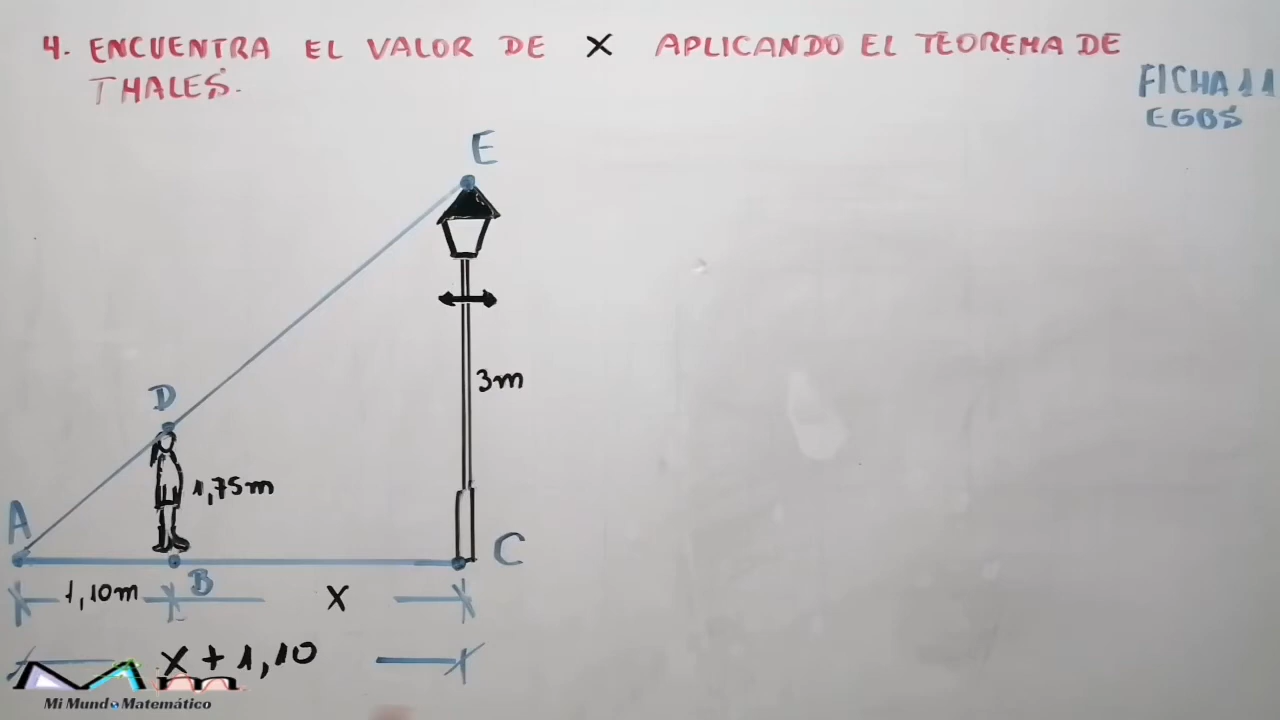 4. ENCUENTRA EL VALOR DE X APLICANDO EL TEOREMA DE
THALES.
FICHA 11
EGBS
E
D
3m
1,75m
A
C
B
1,10m
X
X + 1,10
Mm
Mi Mundo Matemático